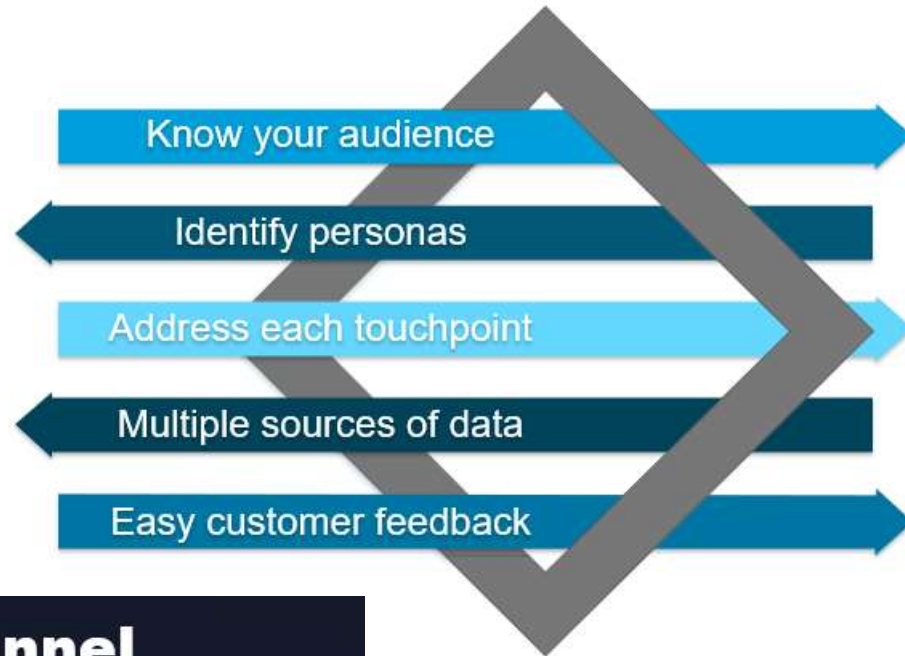 Know your audience
Identify personas
Address each touchpoint
Multiple sources of data
Easy customer feedback